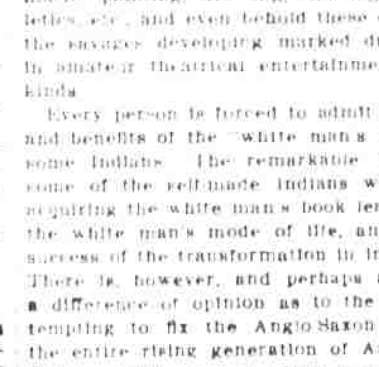 letics, etc., and even behold these
the savages developing marked
in amateur theatrical entertainme
kinds
Every person is forced to admit
and benefits of the "white man's
some Indians. The remarkable
some of the self-made Indians w
acquiring the white man's book lea
the white man's mode of life, an
success of the transformation in
There is, however, and perhaps
a difference of opinion as to the
tempting to fix the Anglo Saxon
the entire rising generation of A